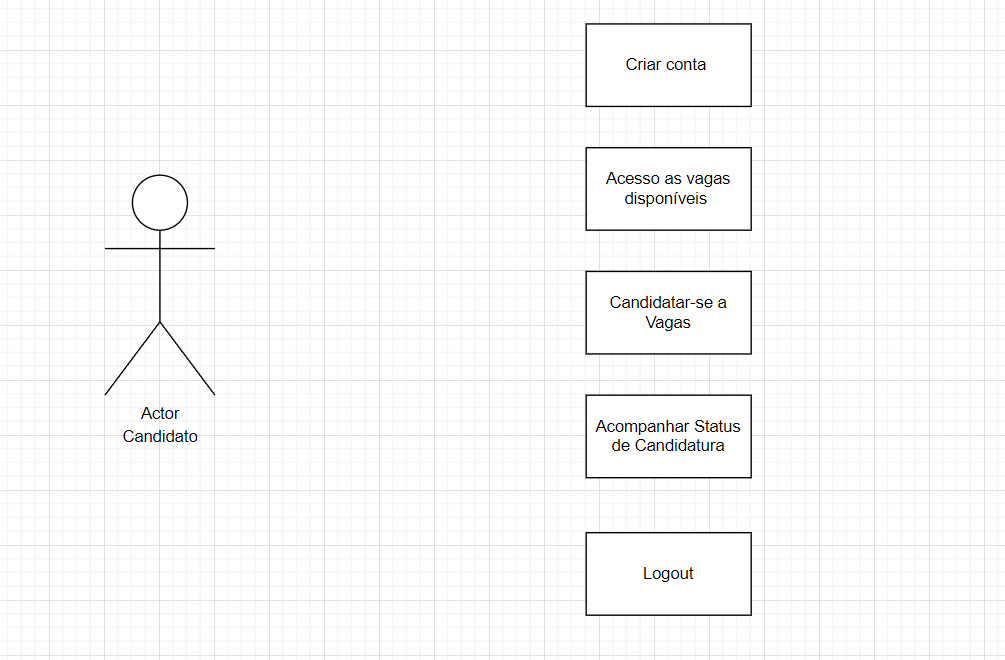 Criar conta
Acesso as vagas
disponíveis
Candidatar-se a
Vagas
Actor
Candidato
Acompanhar Status
de Candidatura
Logout